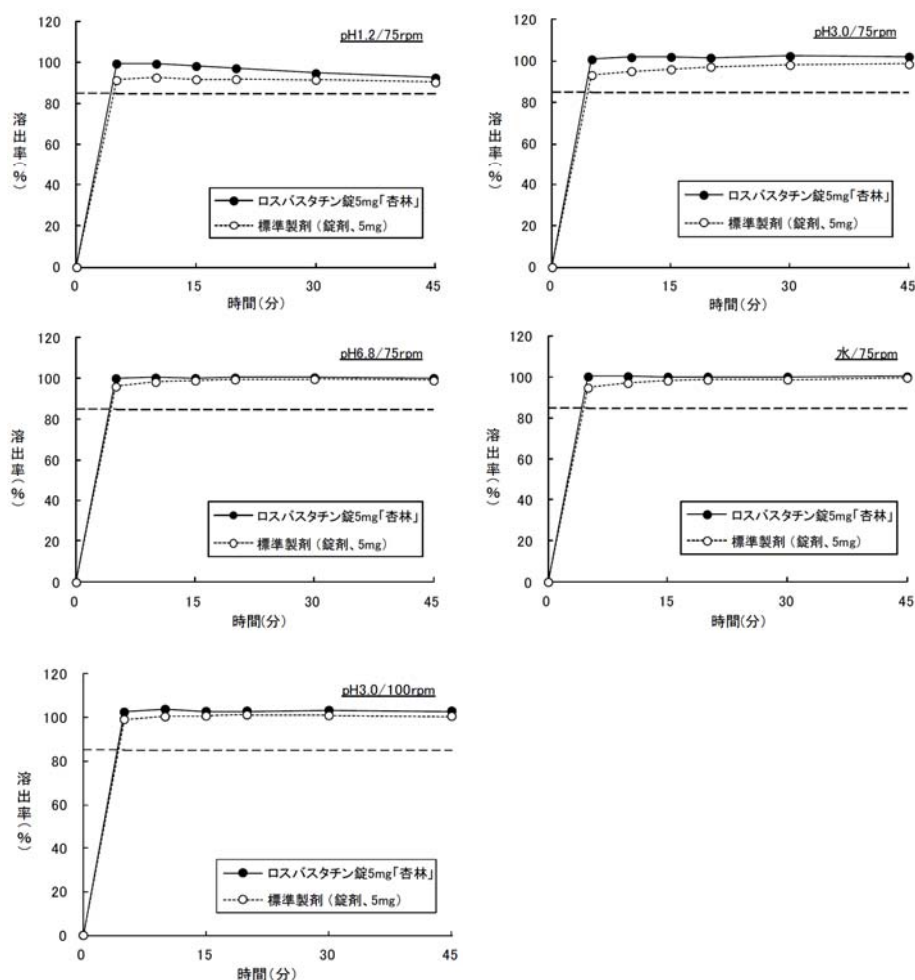 pH1.2/75rpm
120
100
80
60
40
20
0
溶出率(%)
0 15 30 45
時間(分)
ロスバスタチン錠5mg「杏林」
標準製剤(錠剤、5mg)
pH3.0/75rpm
120
100
80
60
40
20
0
溶出率(%)
0 15 30 45
時間(分)
ロスバスタチン錠5mg「杏林」
標準製剤(錠剤、5mg)
pH6.8/75rpm
120
100
80
60
40
20
0
溶出率(%)
0 15 30 45
時間(分)
ロスバスタチン錠5mg「杏林」
標準製剤(錠剤、5mg)
水/75rpm
120
100
80
60
40
20
0
溶出率(%)
0 15 30 45
時間(分)
ロスバスタチン錠5mg「杏林」
標準製剤(錠剤、5mg)
pH3.0/100rpm
120
100
80
60
40
20
0
溶出率(%)
0 15 30 45
時間(分)
ロスバスタチン錠5mg「杏林」
標準製剤(錠剤、5mg)